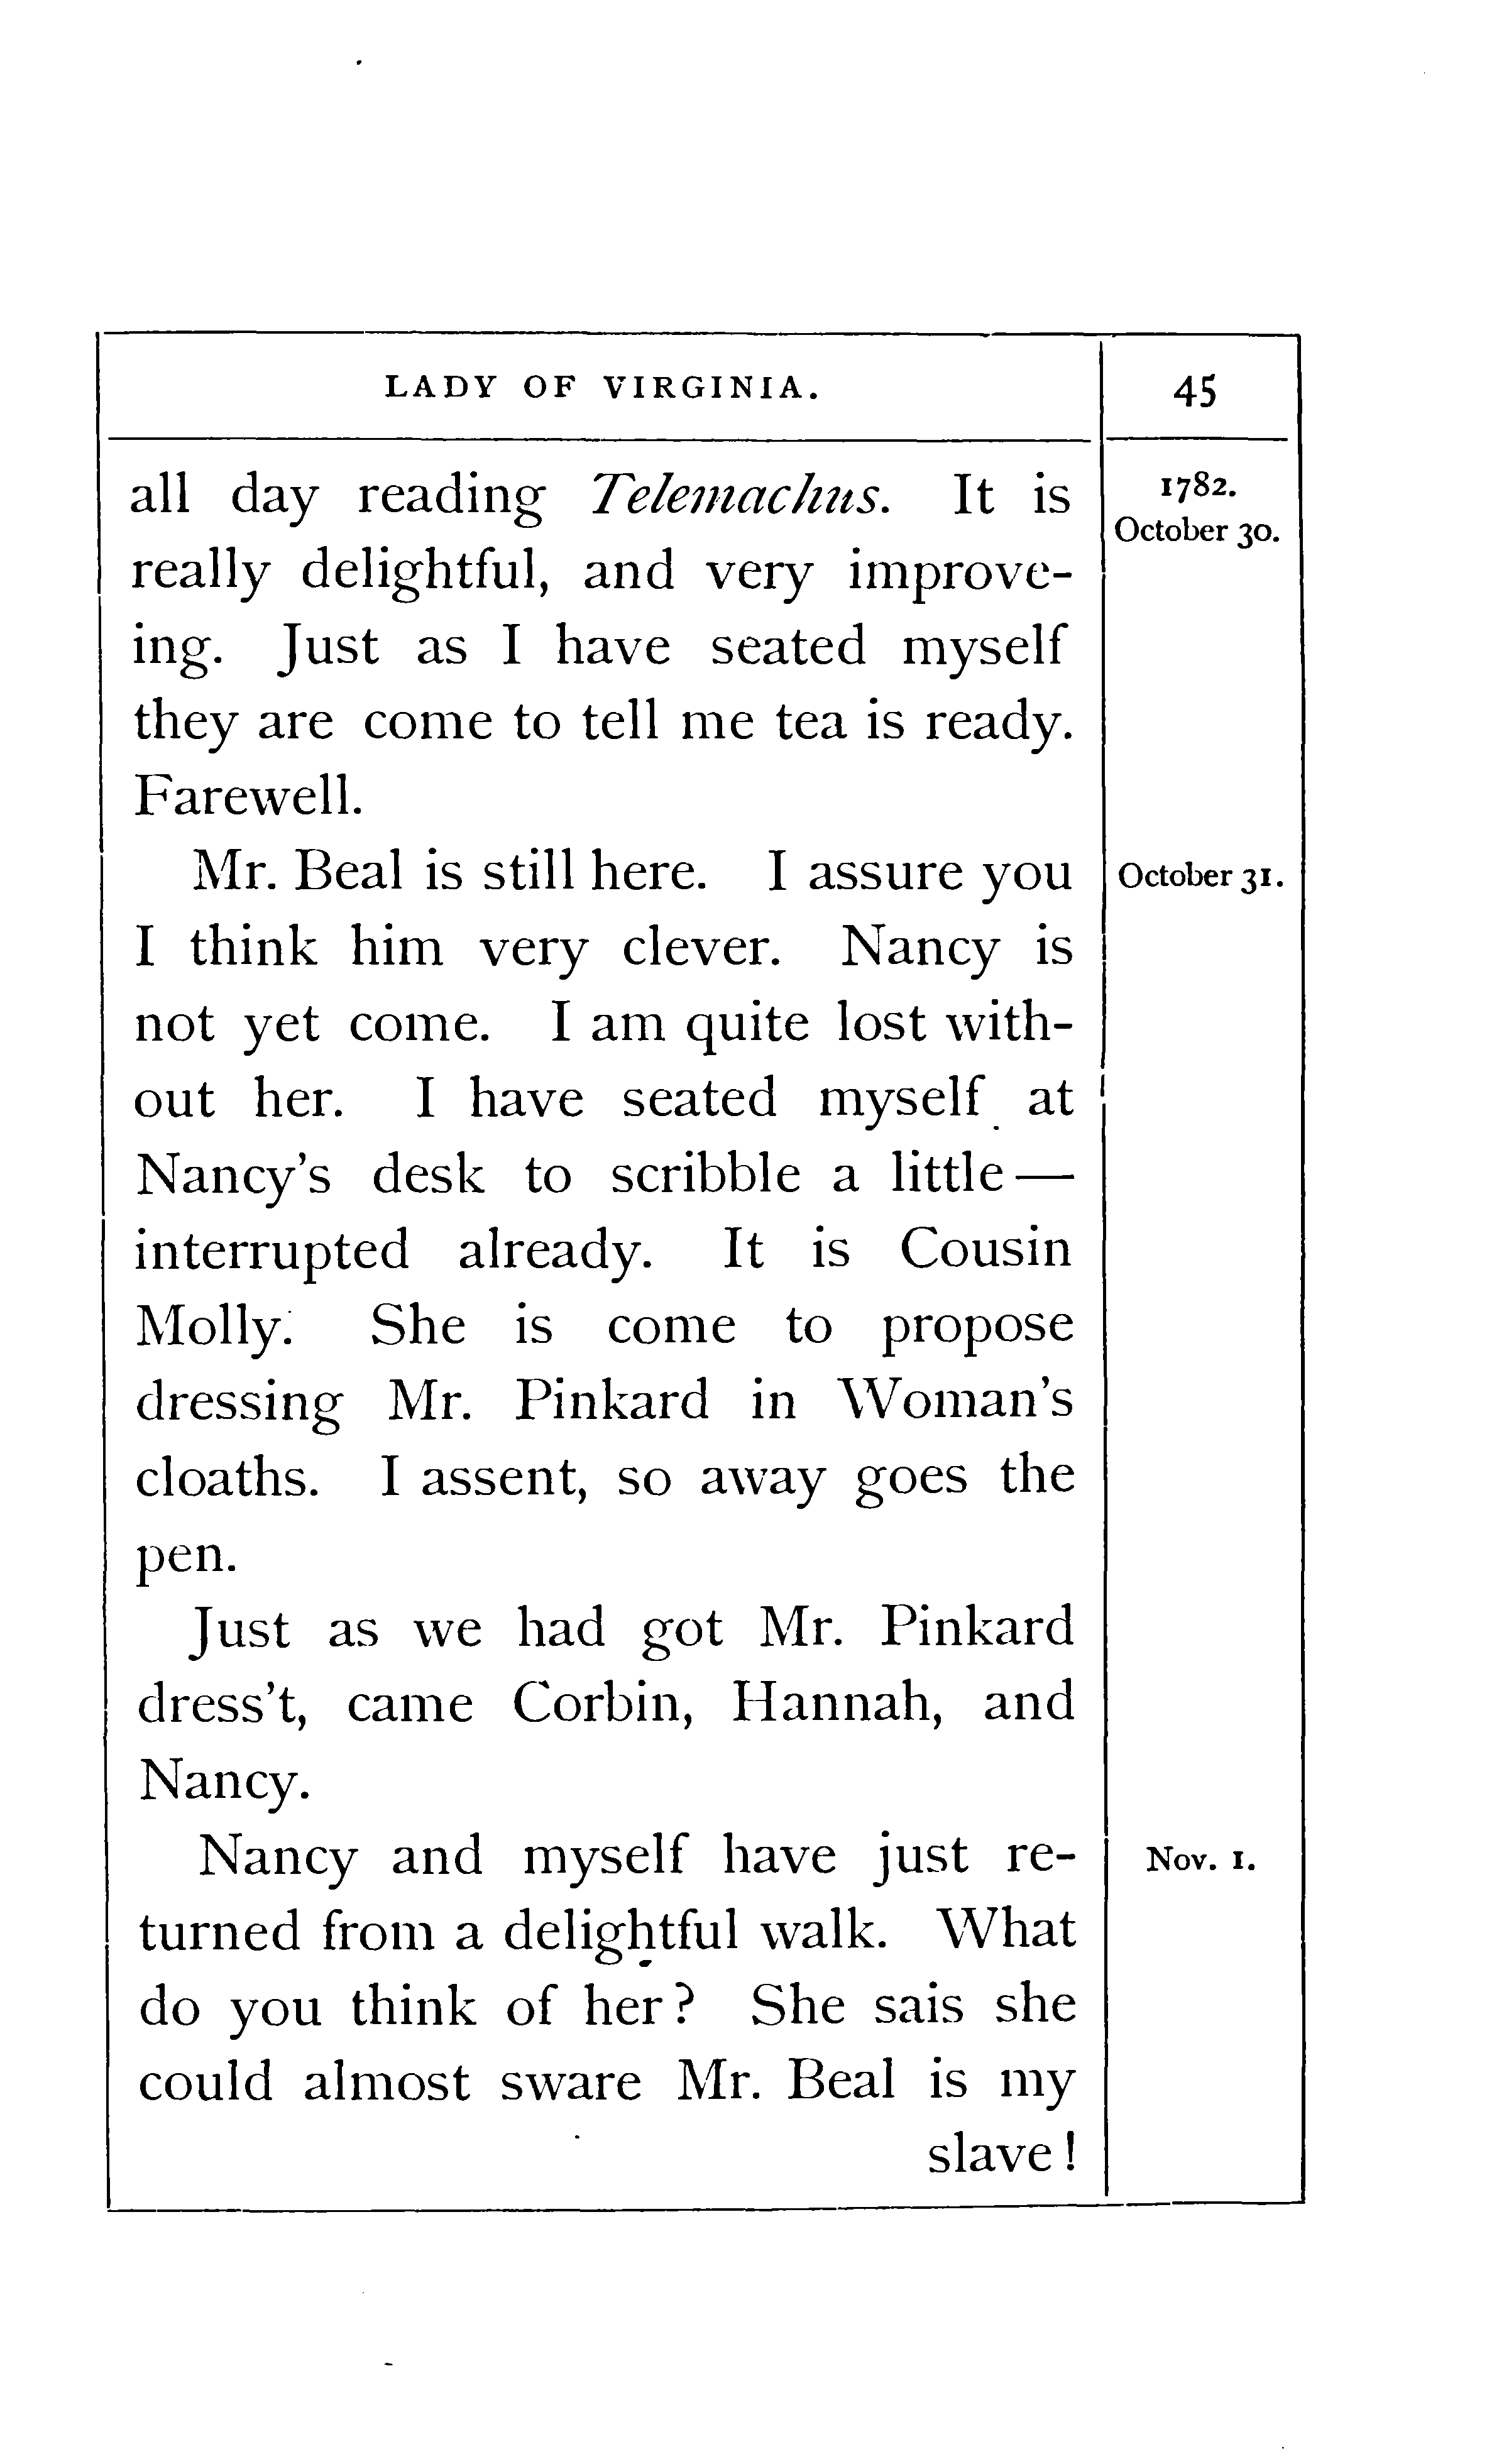 LADY OF VIRGINIA.
45
all day reading Telemachus. It is
1782.
October 30.
really delightful, and very improve-
ing. Just as I have seated myself
they are come to tell me tea is ready.
Farewell.
Mr. Beal is still here. I assure you
October 31.
I think him very clever. Nancy is
not yet come. I am quite lost with-
out her. I have seated myself at
Nancy's desk to scribble a little—
interrupted already. It is Cousin
Molly. She is come to propose
dressing Mr. Pinkard in Woman's
cloaths. I assent, so away goes the
pen.
Just as we had got Mr. Pinkard
dress't, came Corbin, Hannah, and
Nancy.
Nancy and myself have just re-
Nov. 1.
turned from a delightful walk. What
do you think of her? She sais she
could almost sware Mr. Beal is my
slave!